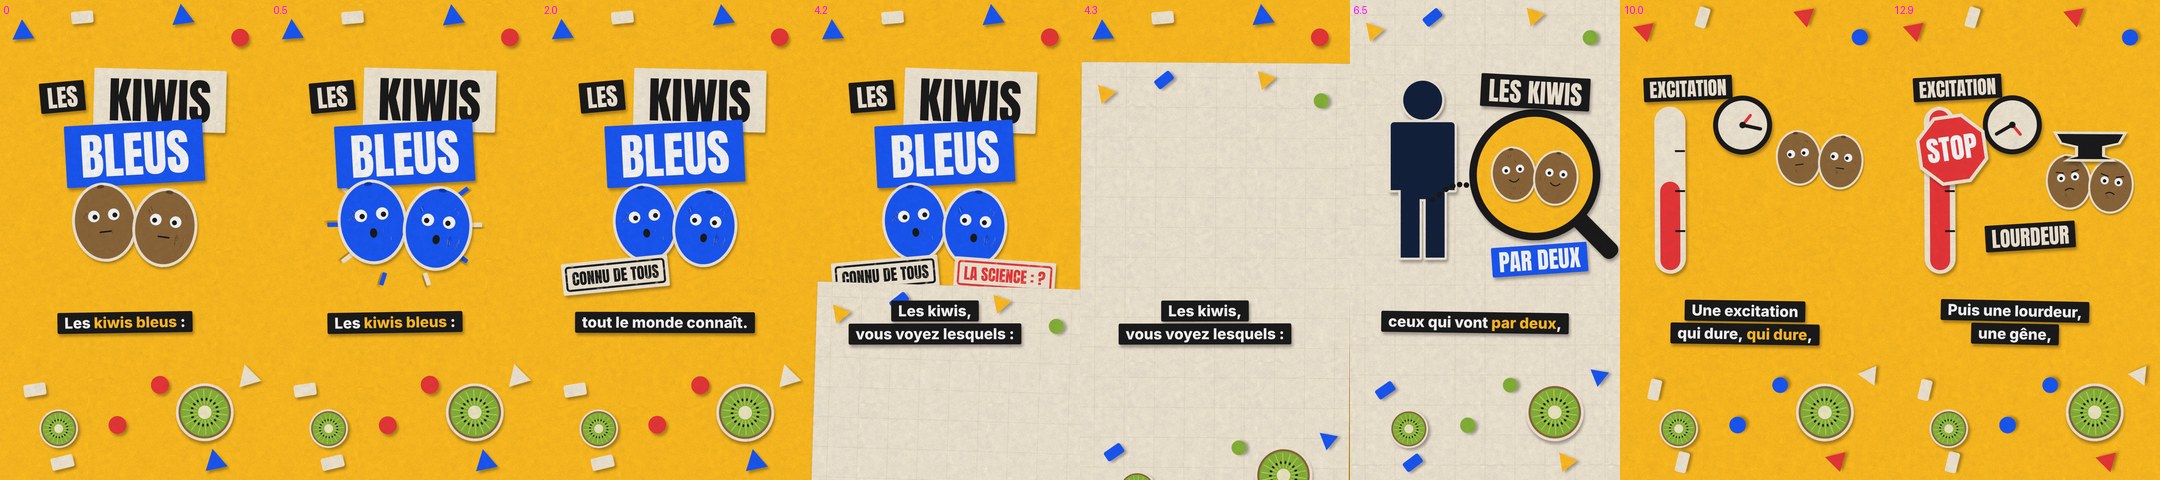 0
LES
KIWIS
BLEUS
Les kiwis bleus :
0.5
LES
KIWIS
BLEUS
Les kiwis bleus :
2.0
LES
KIWIS
BLEUS
CONNU DE TOUS
tout le monde connaît.
4.2
LES
KIWIS
BLEUS
CONNU DE TOUS
LA SCIENCE : ?
Les kiwis,
vous voyez lesquels :
4.3
Les kiwis,
vous voyez lesquels :
6.5
LES KIWIS
PAR DEUX
ceux qui vont par deux,
10.0
EXCITATION
Une excitation
qui dure, qui dure,
12.9
EXCITATION
STOP
LOURDEUR
Puis une lourdeur,
une gêne,